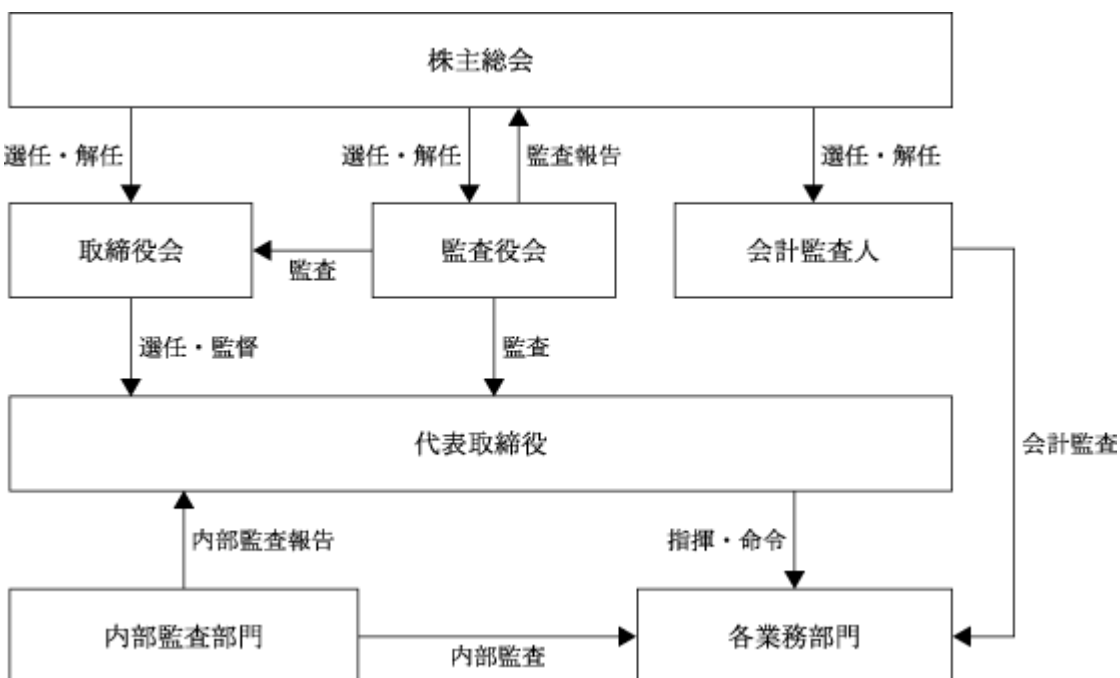 株主総会
選任・解任
選任・解任
監査報告
選任・解任
取締役会
監査
監査役会
会計監査人
選任・監督
監査
代表取締役
会計監査
内部監査報告
指揮・命令
内部監査部門
内部監査
各業務部門